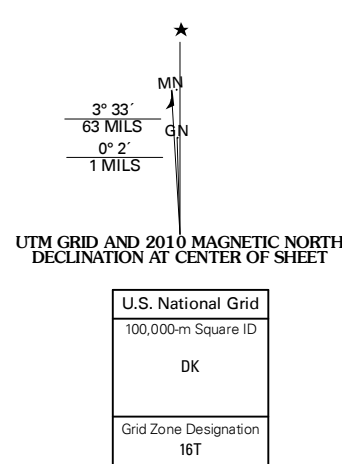 ★
MN
3° 33´
63 MILS
GN
0° 2´
1 MILS
UTM GRID AND 2010 MAGNETIC NORTH
DECLINATION AT CENTER OF SHEET
U.S. National Grid
100,000-m Square ID
DK
Grid Zone Designation
16T